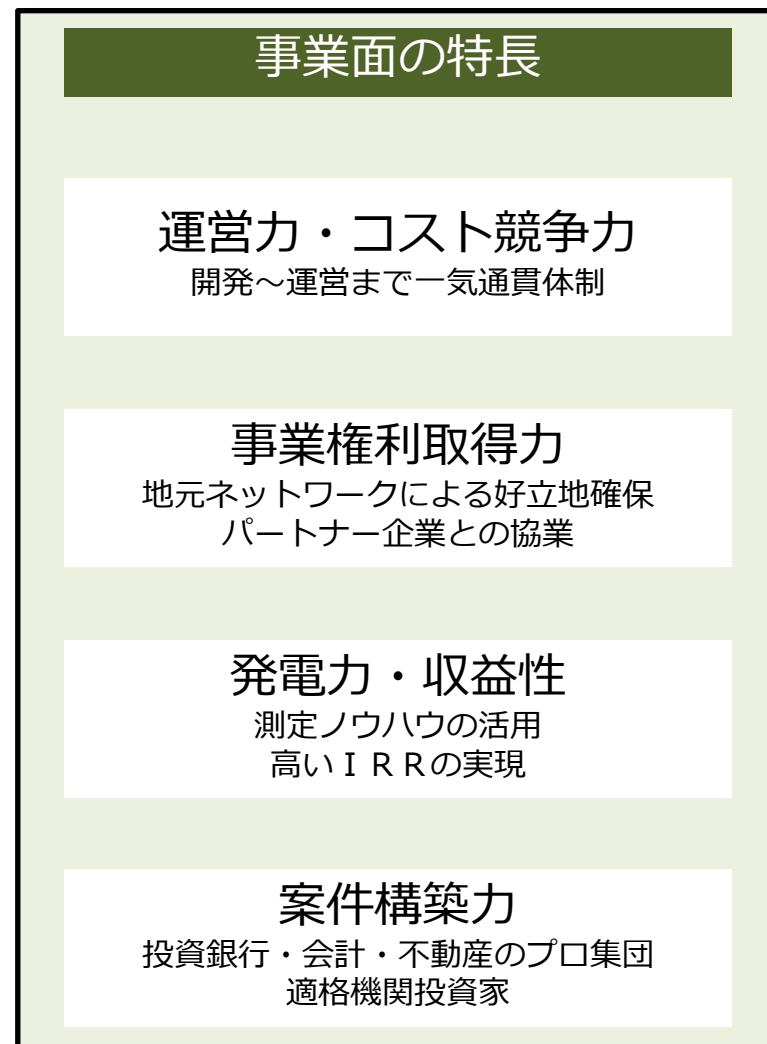 事業面の特長
運営力・コスト競争力
開発～運営まで一気通貫体制
事業権利取得力
地元ネットワークによる好立地確保
パートナー企業との協業
発電力・収益性
測定ノウハウの活用
高いＩＲＲの実現
案件構築力
投資銀行・会計・不動産のプロ集団
適格機関投資家